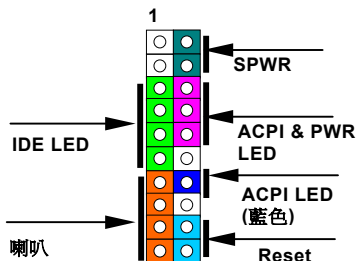 1
SPWR
IDE LED
ACPI & PWR
LED
ACPI LED
(藍色)
喇叭
Reset